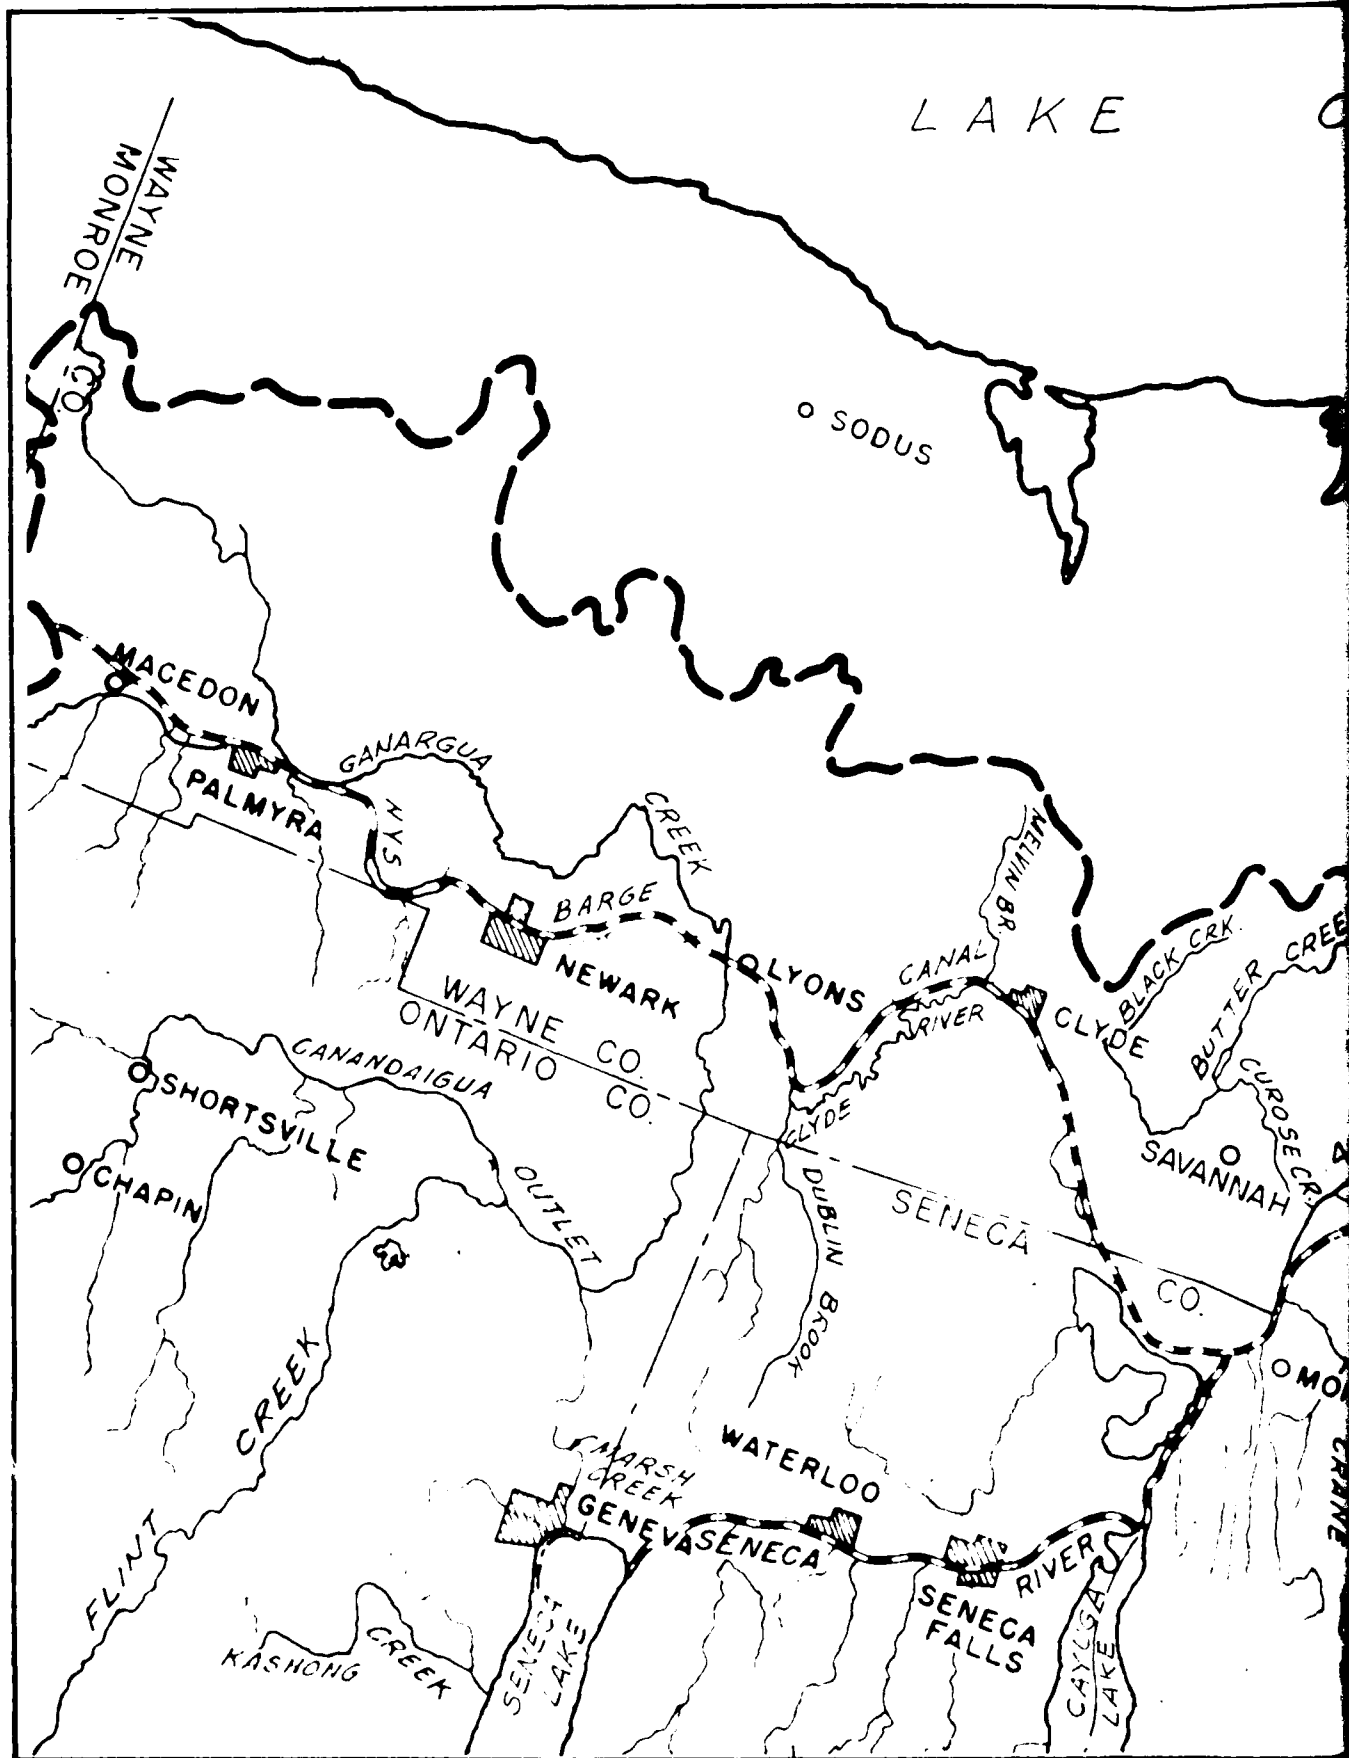 LAKE
WAYNE
MONROE
CO.
SODUS
MACEDON
PALMYRA
GANARGUA
CREEK
NYS
BARGE
CANAL
NEWARK
LYONS
MELVIN BR.
RIVER
CLYDE
CLYDE
BLACK CRK.
BUTTER CREE
CUROSE CR.
SAVANNAH
WAYNE CO.
ONTARIO CO.
CANANDAIGUA
OUTLET
SHORTSVILLE
CHAPIN
DUBLIN BROOK
SENECA
CO.
CREEK
FLINT
MARSH
CREEK
WATERLOO
GENEVA
SENECA
RIVER
SENECA
FALLS
KASHONG
CREEK
SENECA
LAKE
CAYUGA
LAKE
CRANE